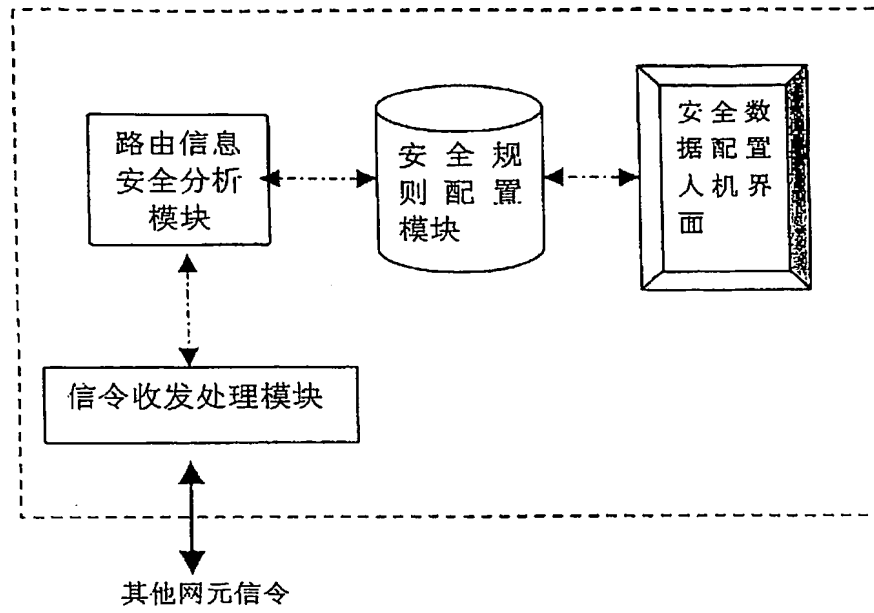 路由信息
安全分析
模块
安全规
则配置
模块
安全数
据配置
人机界
面
信令收发处理模块
其他网元信令